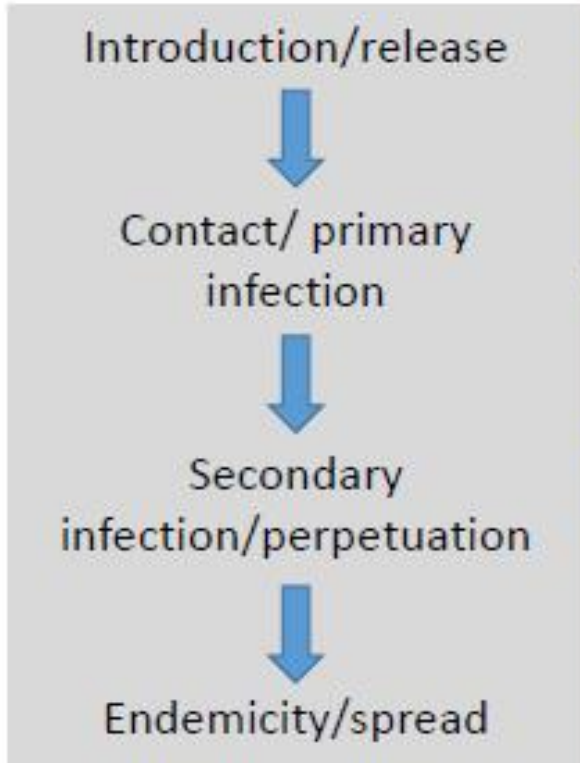 Introduction/release
Contact/ primary
infection
Secondary
infection/perpetuation
Endemicity/spread